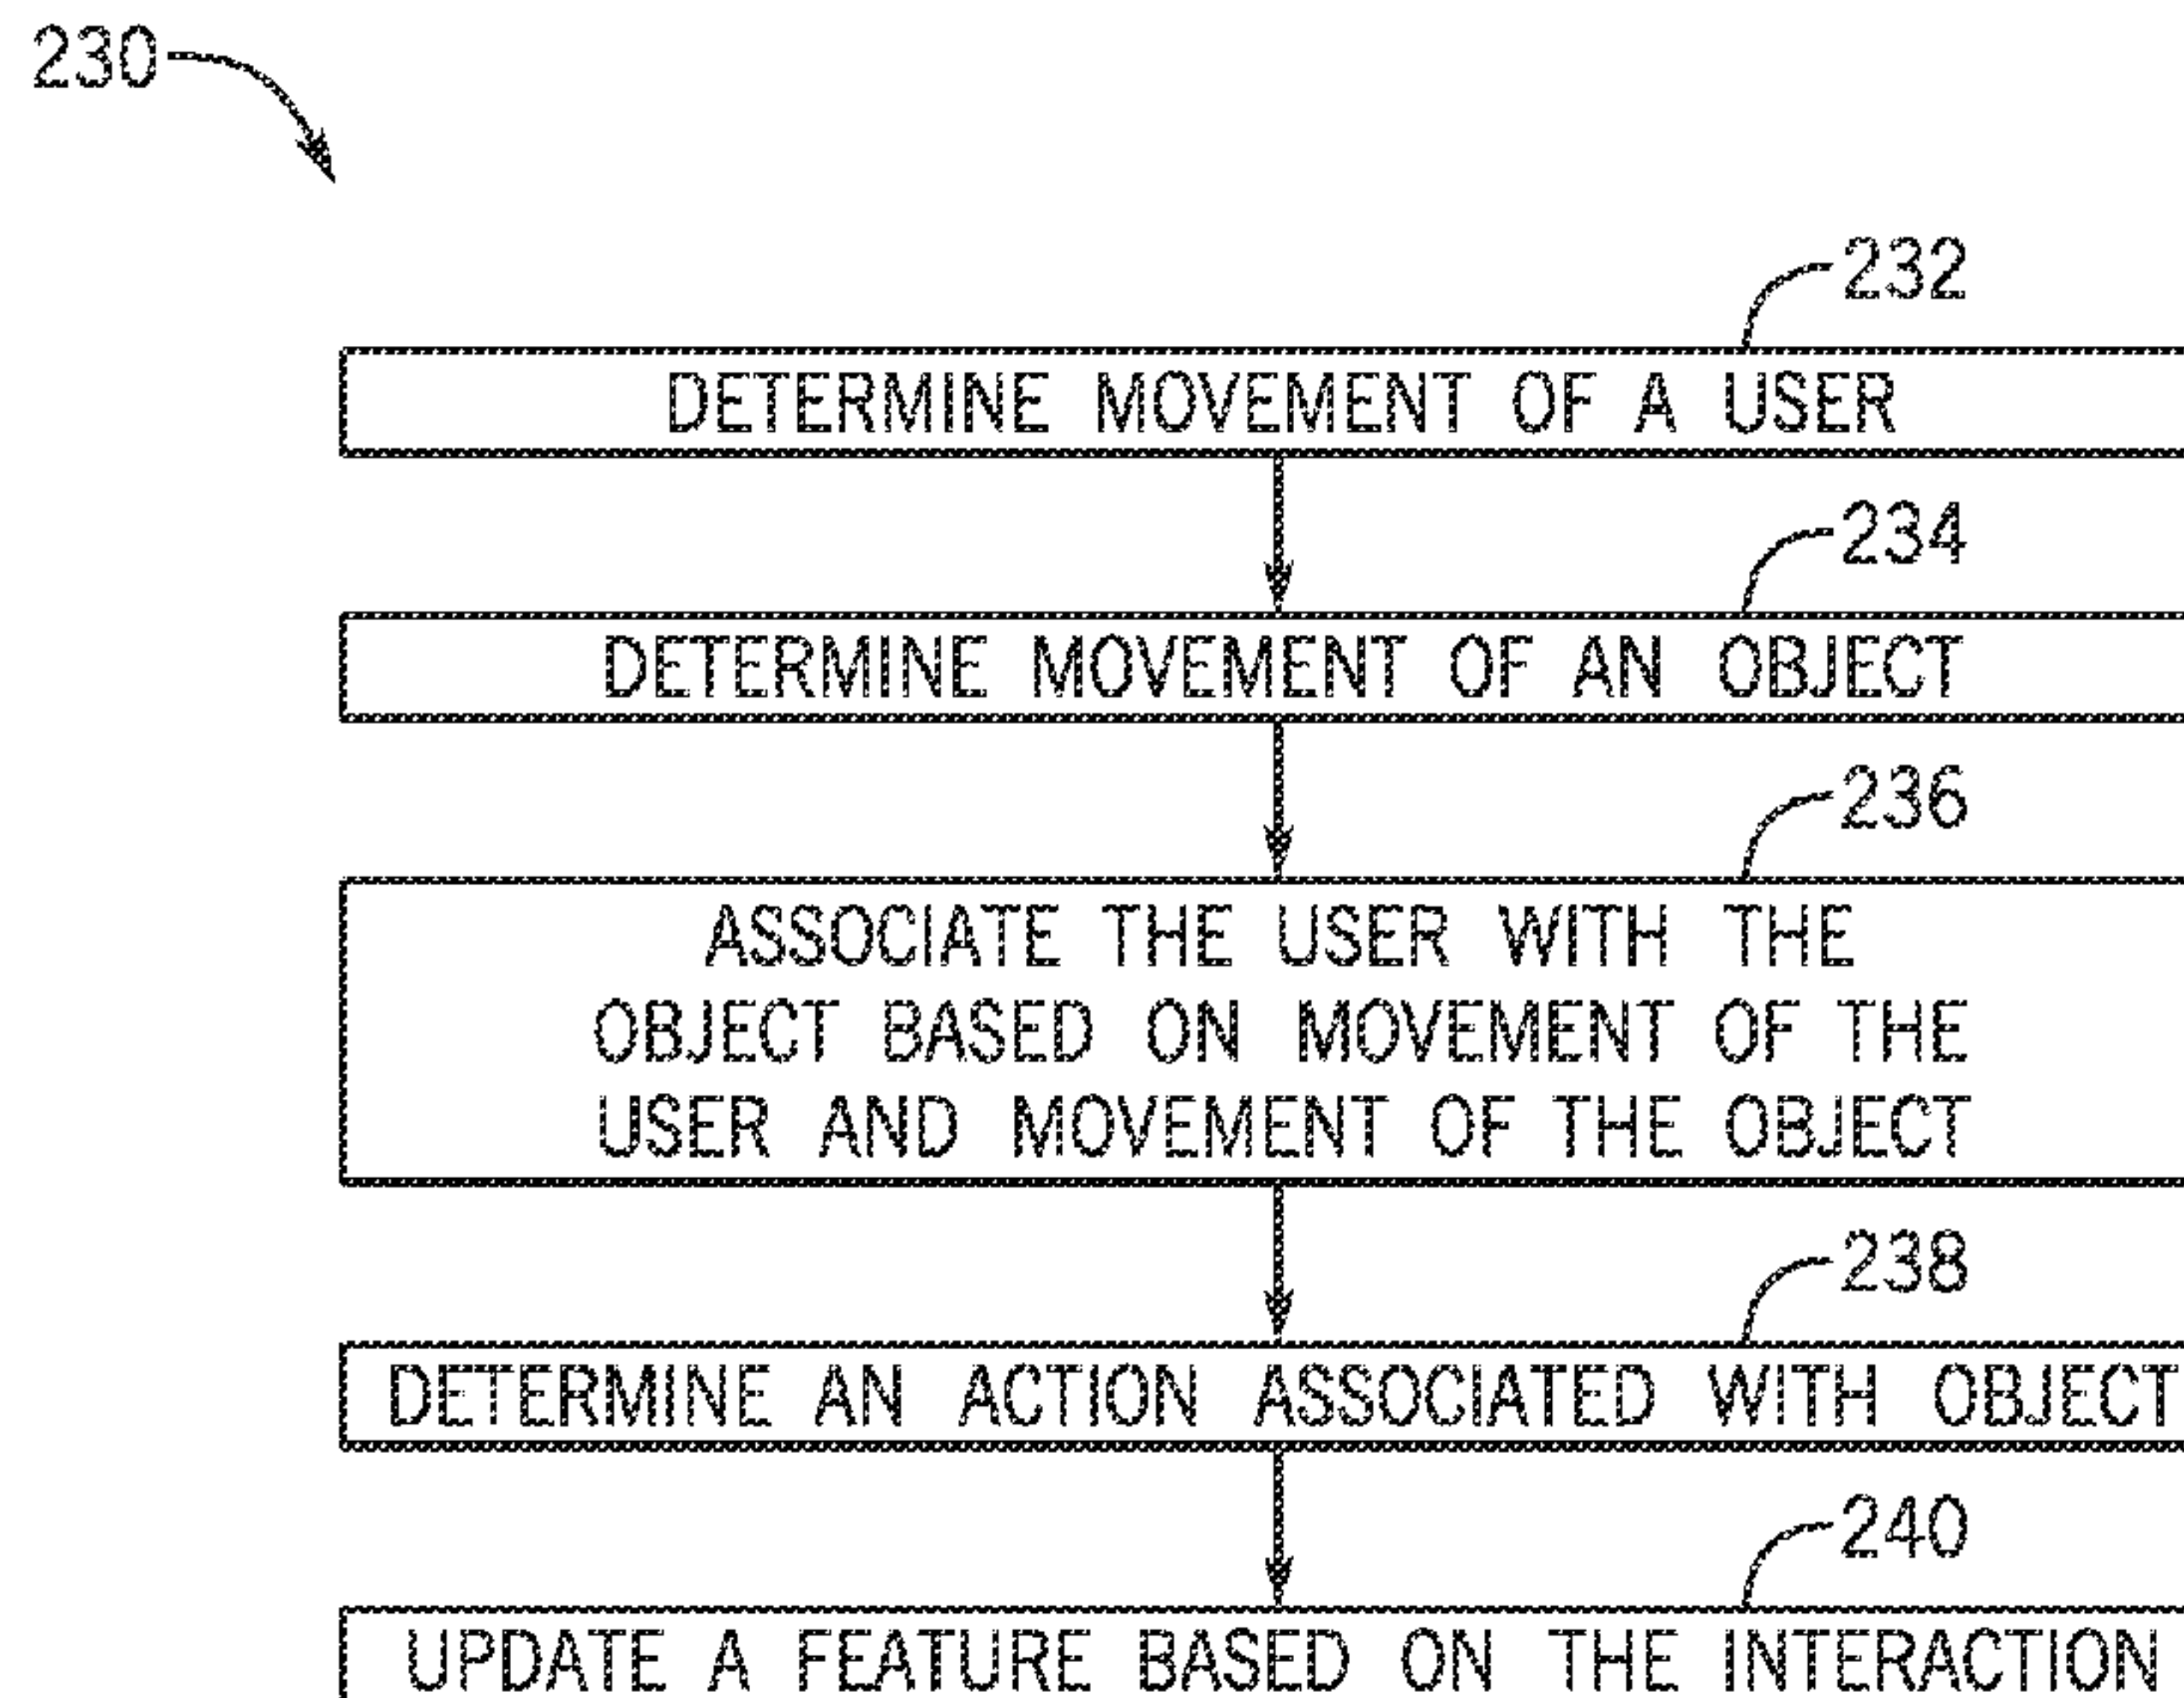 230
232
DETERMINE MOVEMENT OF A USER
234
DETERMINE MOVEMENT OF AN OBJECT
236
ASSOCIATE THE USER WITH THE
OBJECT BASED ON MOVEMENT OF THE
USER AND MOVEMENT OF THE OBJECT
238
DETERMINE AN ACTION ASSOCIATED WITH OBJECT
240
UPDATE A FEATURE BASED ON THE INTERACTION